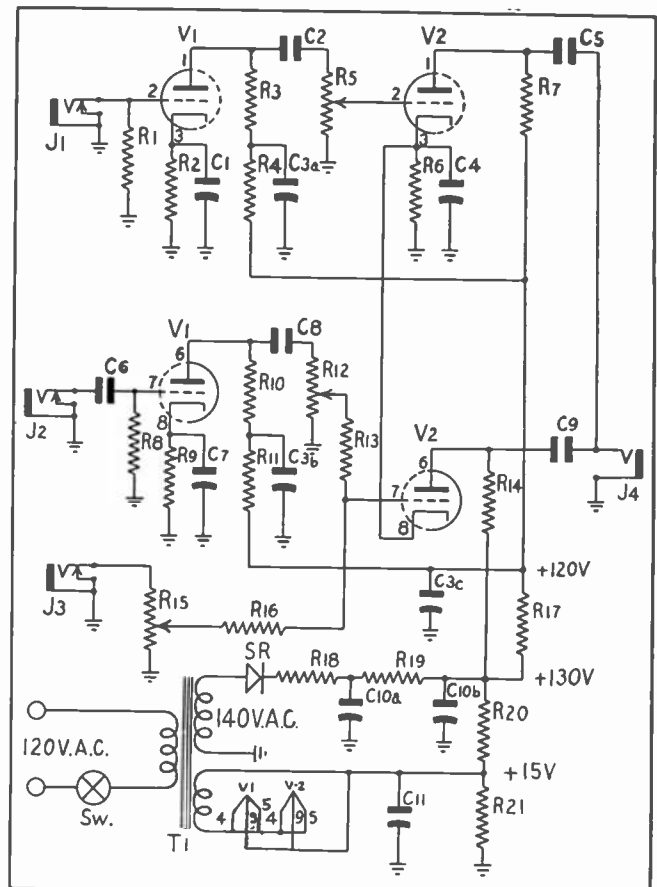 V1 C2 V2 C5
1 R3 R5 1 R7
V 2 2
J1 R1 3 3
R2 C1 R4 C3a R6 C4
V1 C8
C6 6 R12
V 7 R10 R13 V2 C9
J2 8 6 R14 V
R8 R9 C7 R11 C3b 7 J4
8
V +120V
J3 R15 R16 C3c R17
SR R18 R19 +130V
140V.A.C. C10a C10b R20
120V.A.C. +15V
V1 V-2 C11 R21
4 9 5 4 9 5
Sw. T1